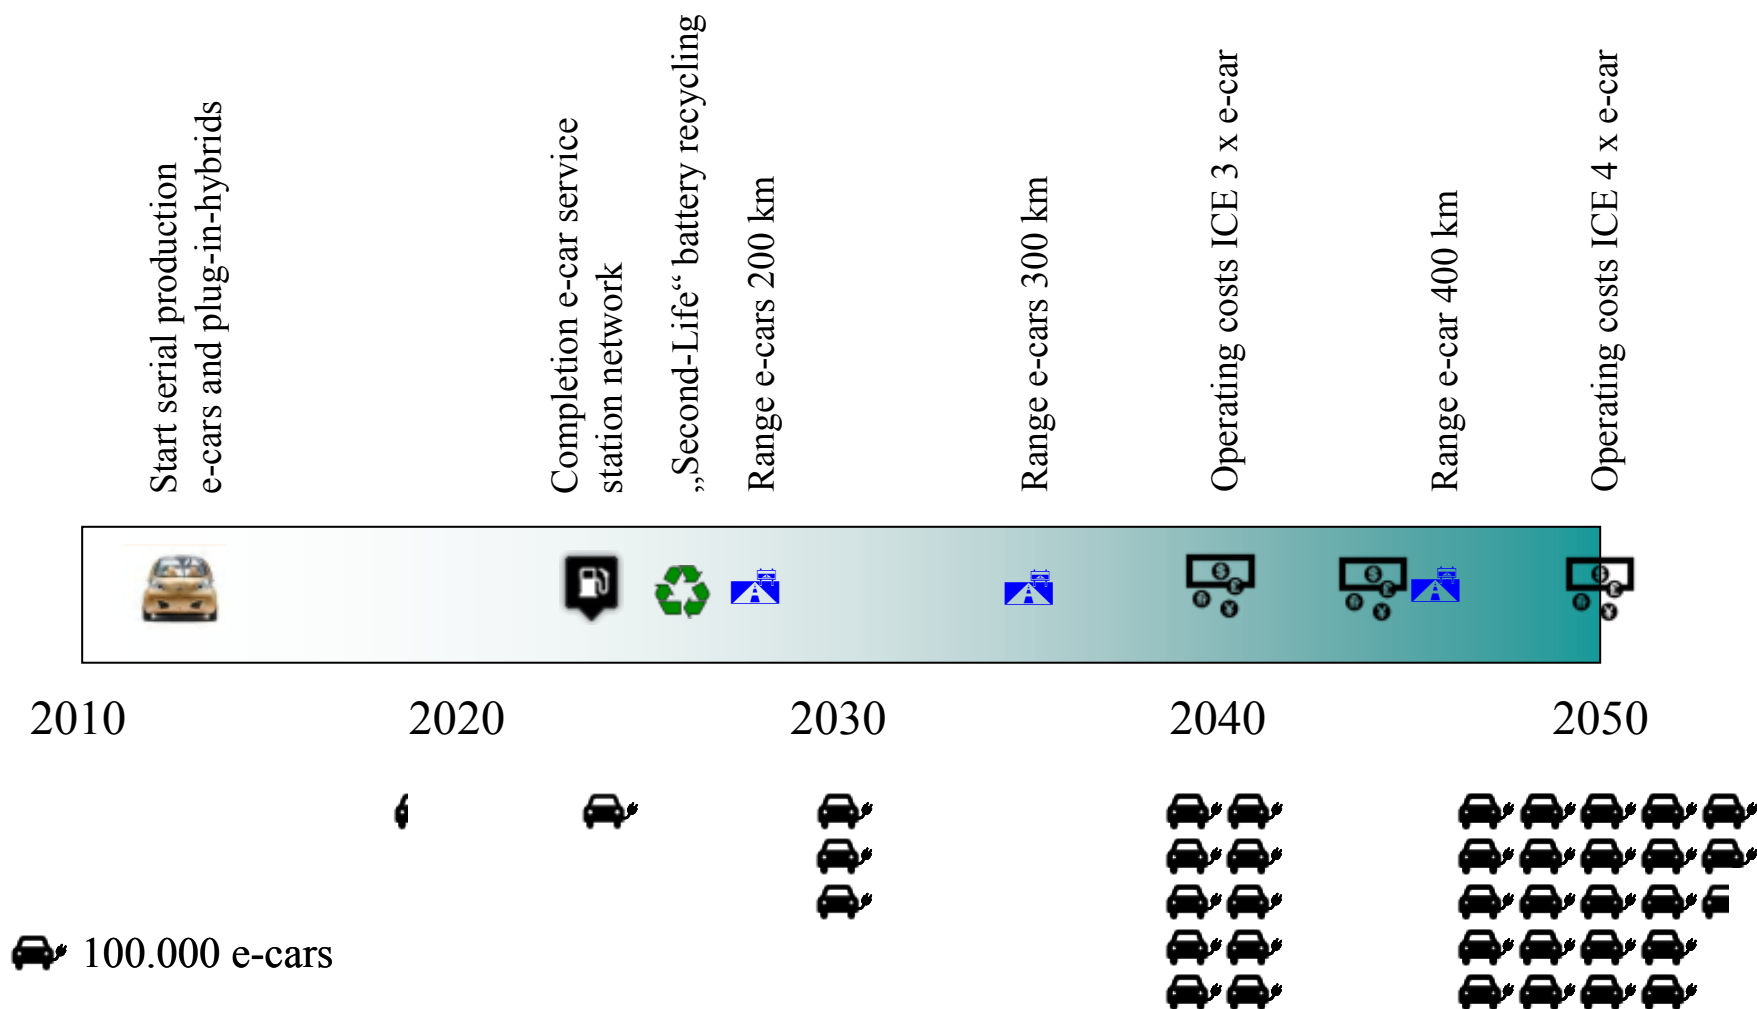 Start serial production
e-cars and plug-in-hybrids
Completion e-car service
station network
„Second-Life“ battery recycling
Range e-cars 200 km
Range e-cars 300 km
Operating costs ICE 3 x e-car
Range e-car 400 km
Operating costs ICE 4 x e-car
2010
2020
2030
2040
2050
100.000 e-cars